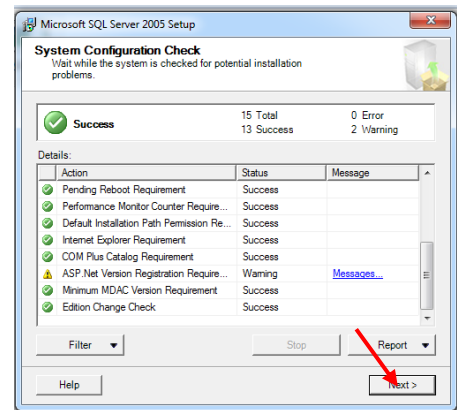 Microsoft SQL Server 2005 Setup
System Configuration Check
Wait while the system is checked for potential installation
problems.
Success
15 Total 0 Error
13 Success 2 Warning
Details:
Action Status Message
Pending Reboot Requirement Success
Performance Monitor Counter Require... Success
Default Installation Path Permission Re... Success
Internet Explorer Requirement Success
COM Plus Catalog Requirement Success
ASP.Net Version Registration Require... Warning Messages...
Minimum MDAC Version Requirement Success
Edition Change Check Success
Filter Stop Report
Help Next >